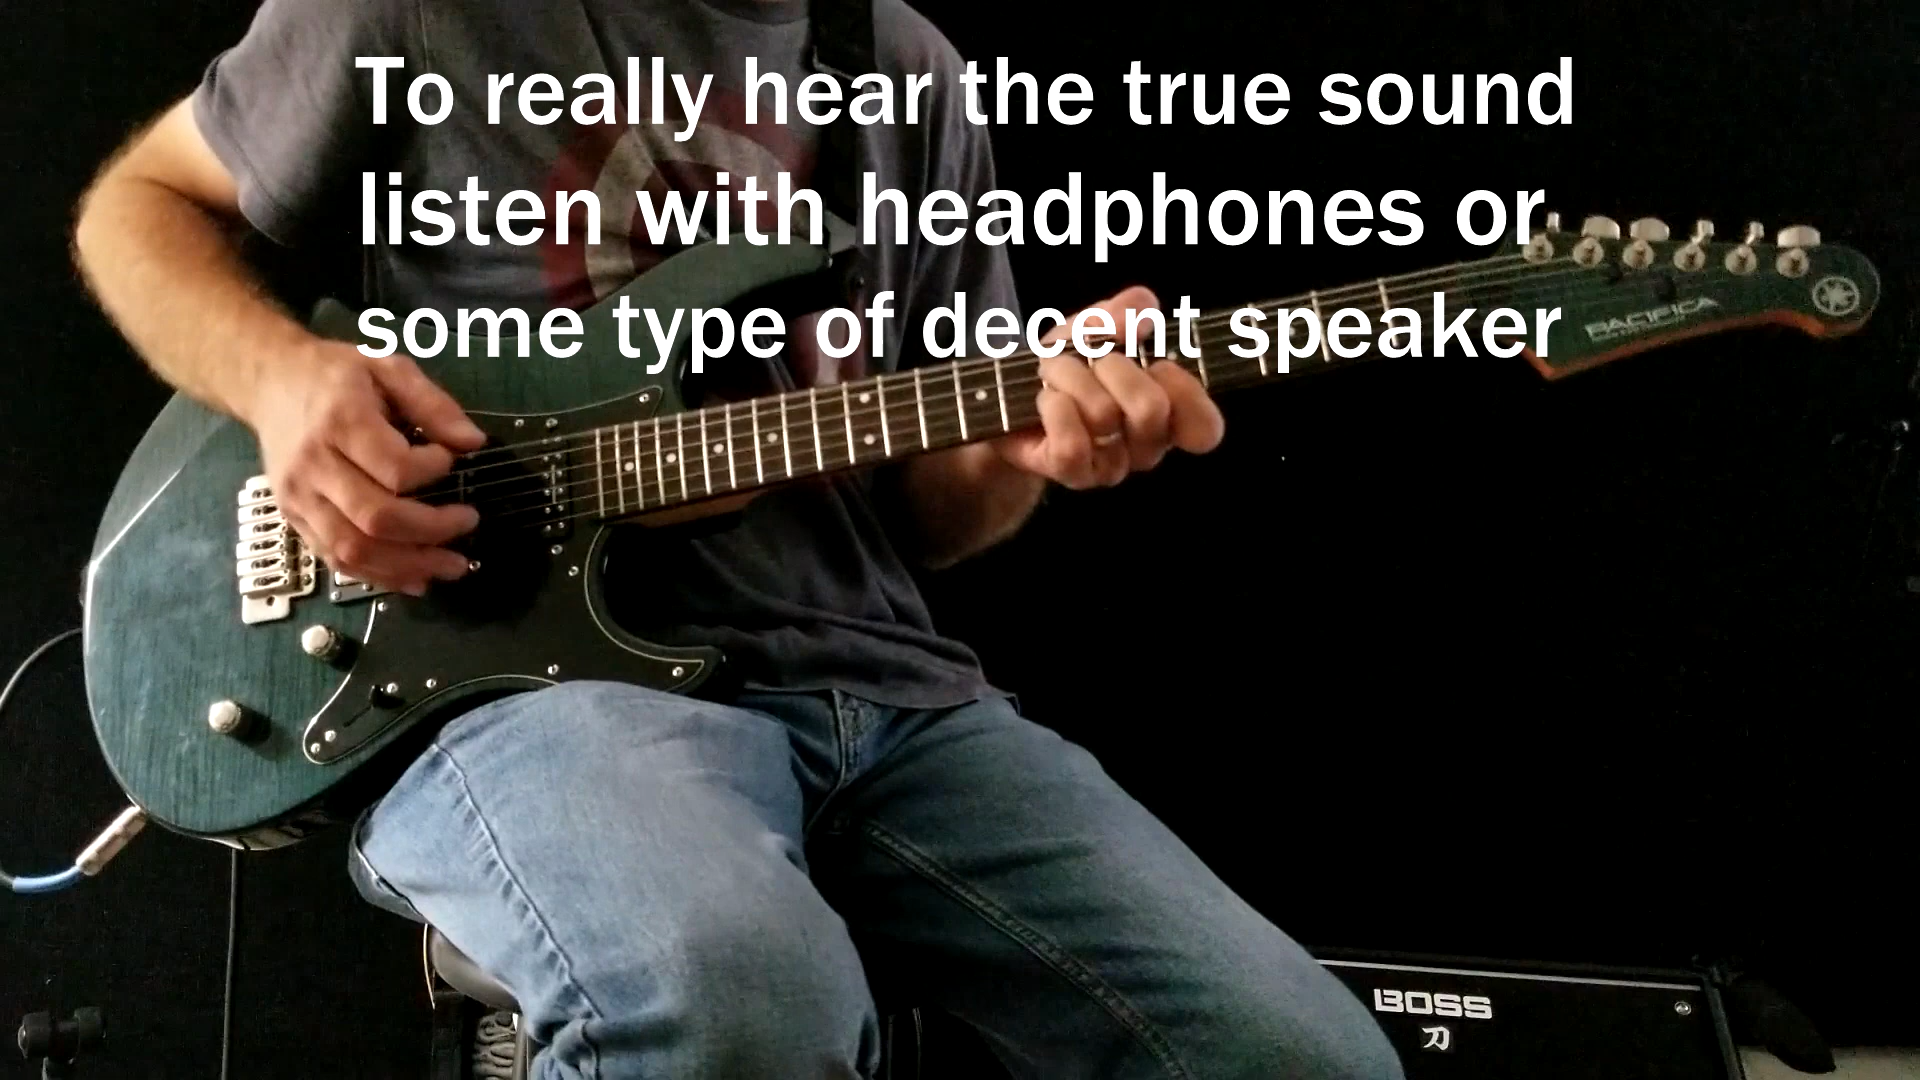 To really hear the true sound
listen with headphones or
some type of decent speaker
PACIFICA
BOSS
刀